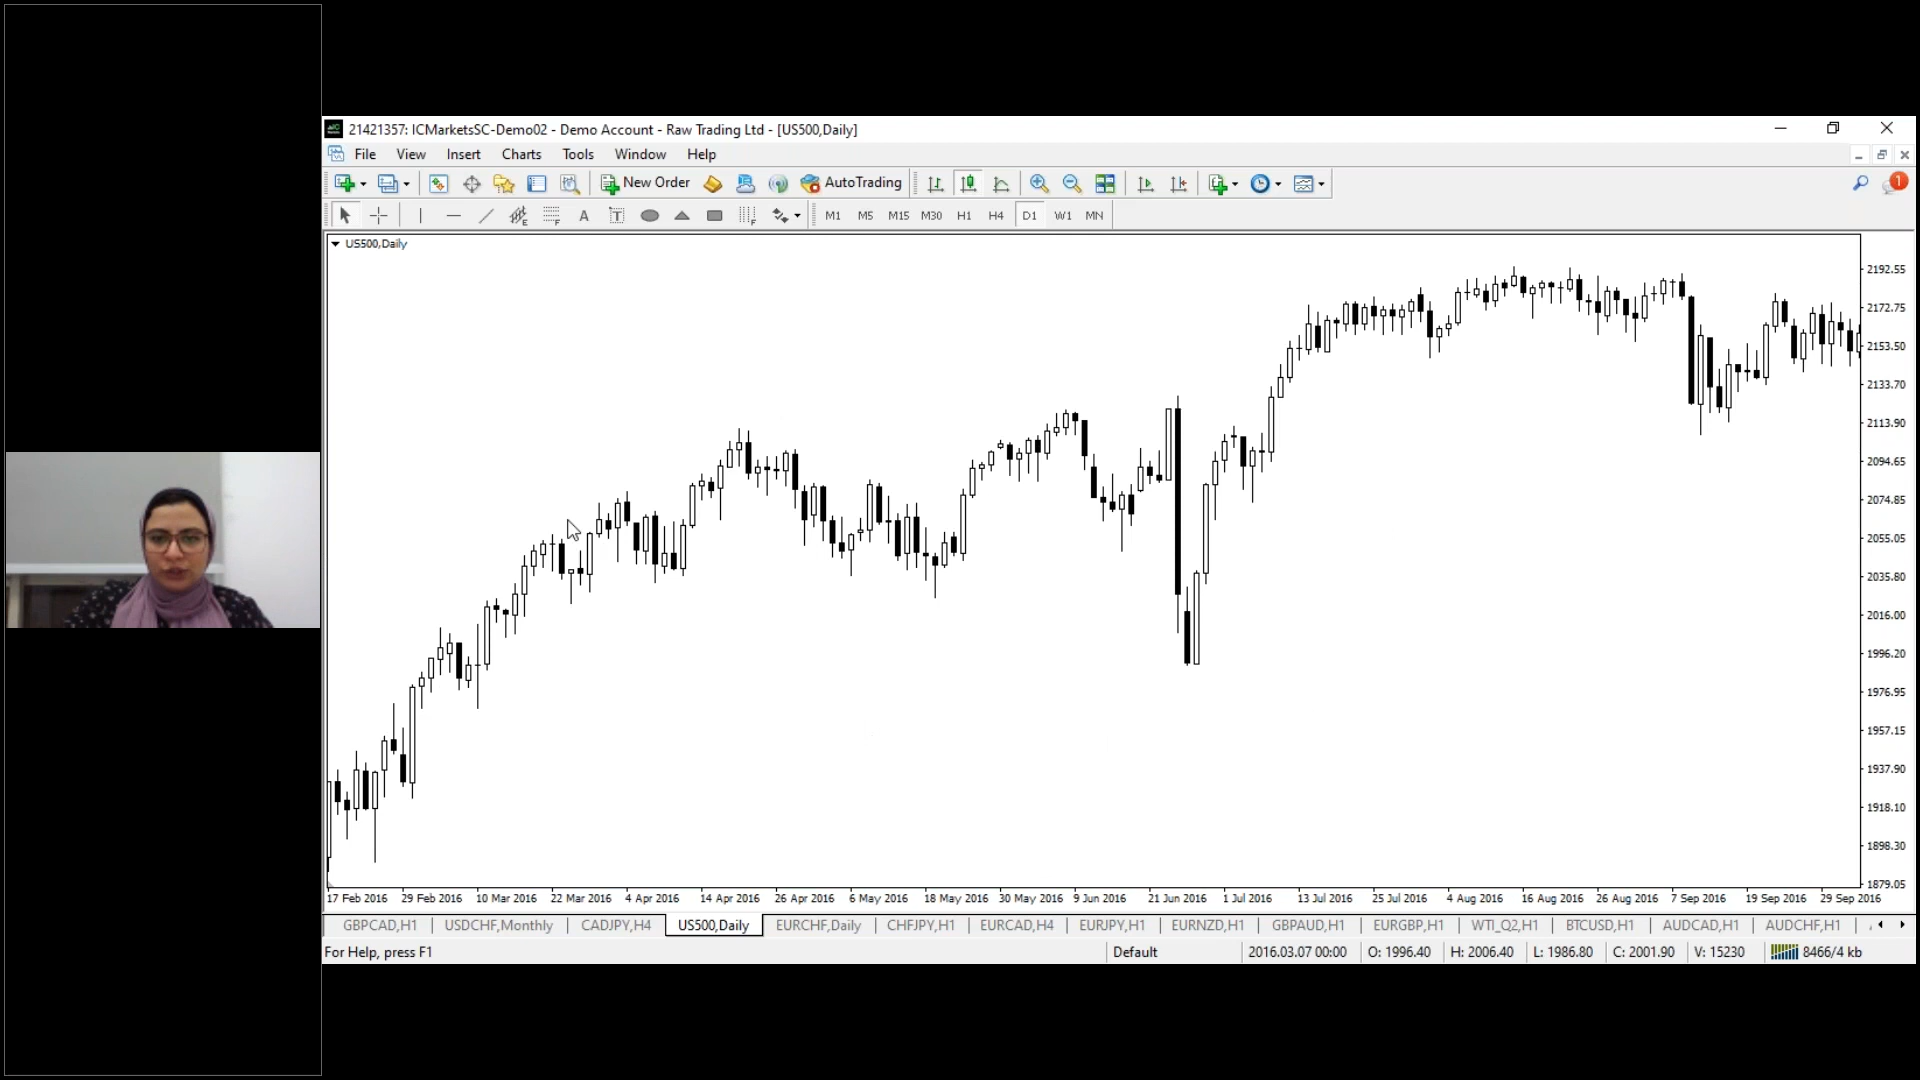 21421357: ICMarketsSC-Demo02 - Demo Account - Raw Trading Ltd - [US500,Daily]
File View Insert Charts Tools Window Help
New Order AutoTrading 1
A T M1 M5 M15 M30 H1 H4 D1 W1 MN
US500,Daily
2192.55
2172.75
2153.50
2133.70
2113.90
2094.65
2074.85
2055.05
2035.80
2016.00
1996.20
1976.95
1957.15
1937.90
1918.10
1898.30
1879.05
17 Feb 2016 29 Feb 2016 10 Mar 2016 22 Mar 2016 4 Apr 2016 14 Apr 2016 26 Apr 2016 6 May 2016 18 May 2016 30 May 2016 9 Jun 2016 21 Jun 2016 1 Jul 2016 13 Jul 2016 25 Jul 2016 4 Aug 2016 16 Aug 2016 26 Aug 2016 7 Sep 2016 19 Sep 2016 29 Sep 2016
GBPCAD,H1 USDCHF,Monthly CADJPY,H4 US500,Daily EURCHF,Daily CHFJPY,H1 EURCAD,H4 EURJPY,H1 EURNZD,H1 GBPAUD,H1 EURGBP,H1 WTI_Q2,H1 BTCUSD,H1 AUDCAD,H1 AUDCHF,H1
For Help, press F1 Default 2016.03.07 00:00 O: 1996.40 H: 2006.40 L: 1986.80 C: 2001.90 V: 15230 8466/4 kb